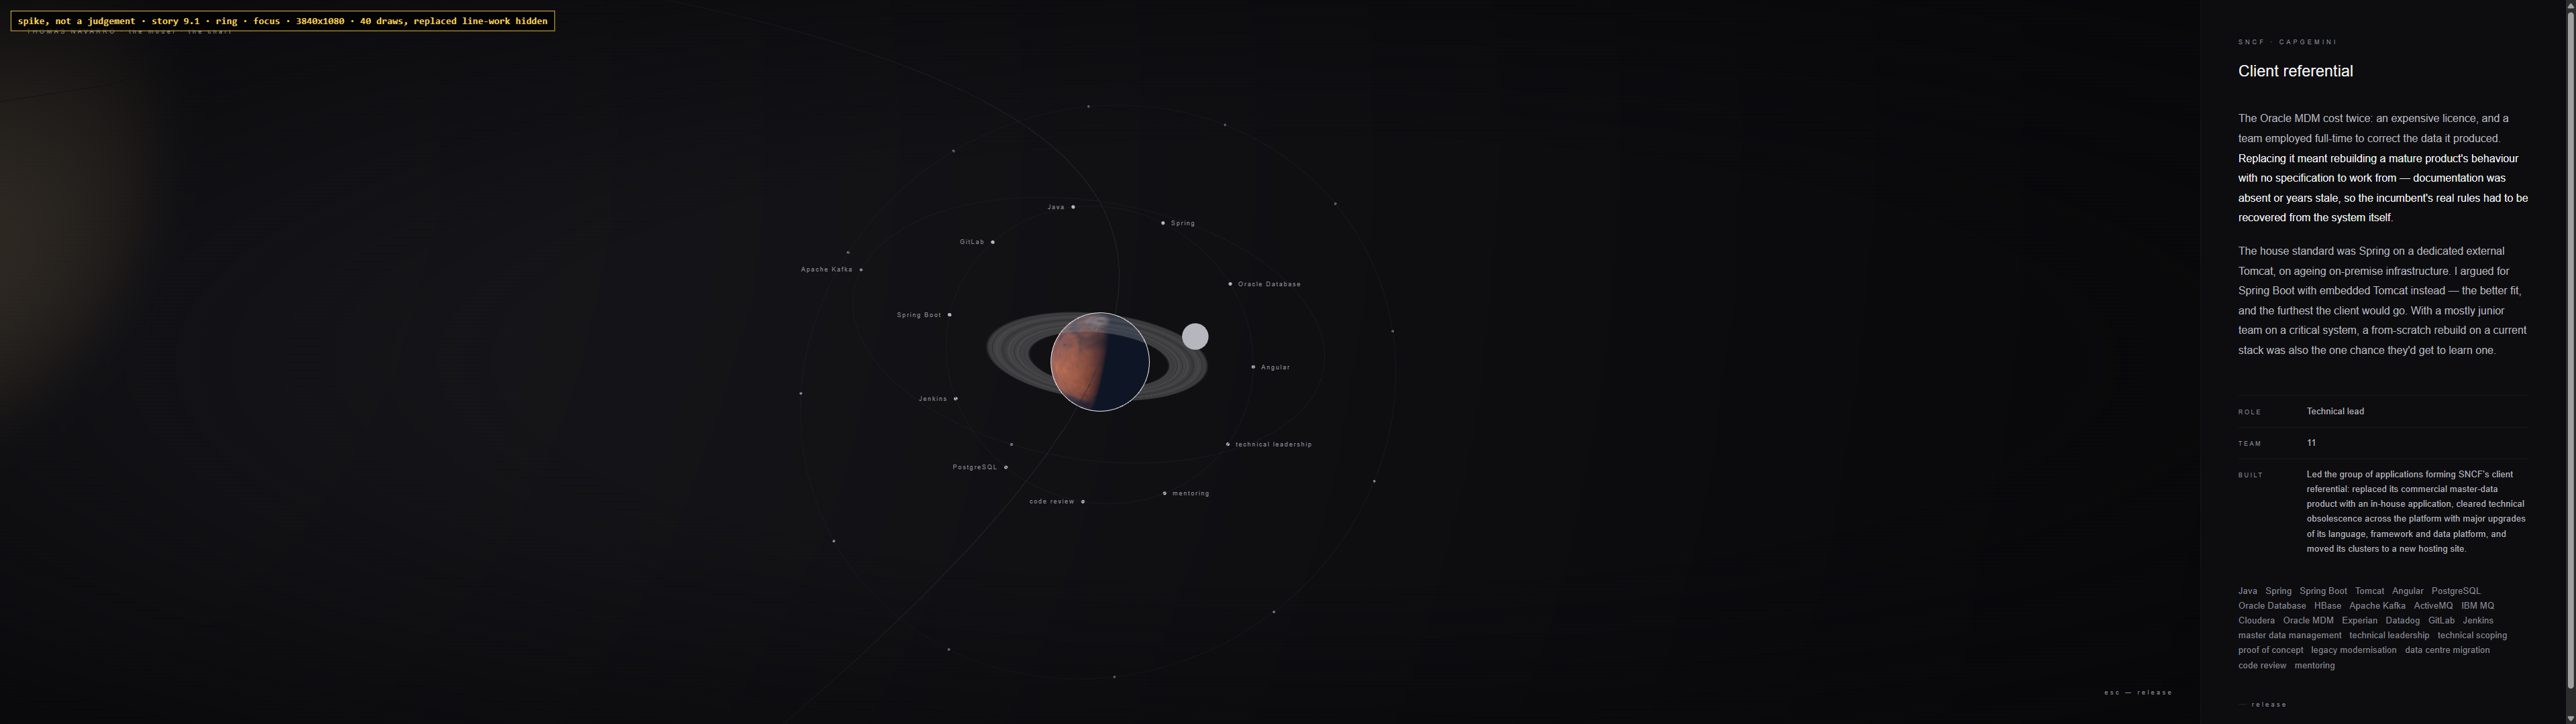 spike, not a judgement · story 9.1 · ring · focus · 3840x1080 · 40 draws, replaced line-work hidden
THOMAS NAVARRO the model · the chart
Java
Spring
GitLab
Apache Kafka
Oracle Database
Spring Boot
Angular
Jenkins
technical leadership
PostgreSQL
mentoring
code review
esc — release
SNCF · CAPGEMINI
Client referential
The Oracle MDM cost twice: an expensive licence, and a
team employed full-time to correct the data it produced.
Replacing it meant rebuilding a mature product's behaviour
with no specification to work from — documentation was
absent or years stale, so the incumbent's real rules had to be
recovered from the system itself.
The house standard was Spring on a dedicated external
Tomcat, on ageing on-premise infrastructure. I argued for
Spring Boot with embedded Tomcat instead — the better fit,
and the furthest the client would go. With a mostly junior
team on a critical system, a from-scratch rebuild on a current
stack was also the one chance they'd get to learn one.
ROLE Technical lead
TEAM 11
BUILT Led the group of applications forming SNCF's client
referential: replaced its commercial master-data
product with an in-house application, cleared technical
obsolescence across the platform with major upgrades
of its language, framework and data platform, and
moved its clusters to a new hosting site.
Java Spring Spring Boot Tomcat Angular PostgreSQL
Oracle Database HBase Apache Kafka ActiveMQ IBM MQ
Cloudera Oracle MDM Experian Datadog GitLab Jenkins
master data management technical leadership technical scoping
proof of concept legacy modernisation data centre migration
code review mentoring
— release